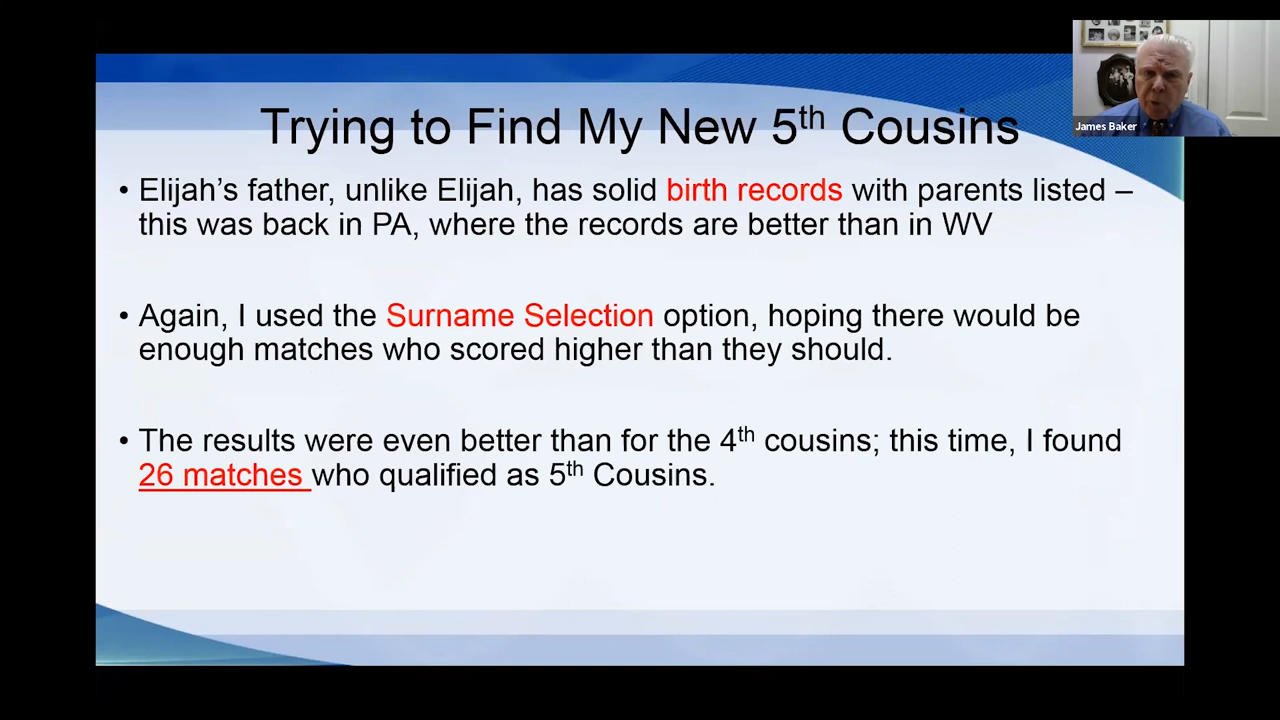 Trying to Find My New 5th Cousins
James Baker
• Elijah’s father, unlike Elijah, has solid birth records with parents listed –
this was back in PA, where the records are better than in WV
• Again, I used the Surname Selection option, hoping there would be
enough matches who scored higher than they should.
• The results were even better than for the 4th cousins; this time, I found
26 matches who qualified as 5th Cousins.